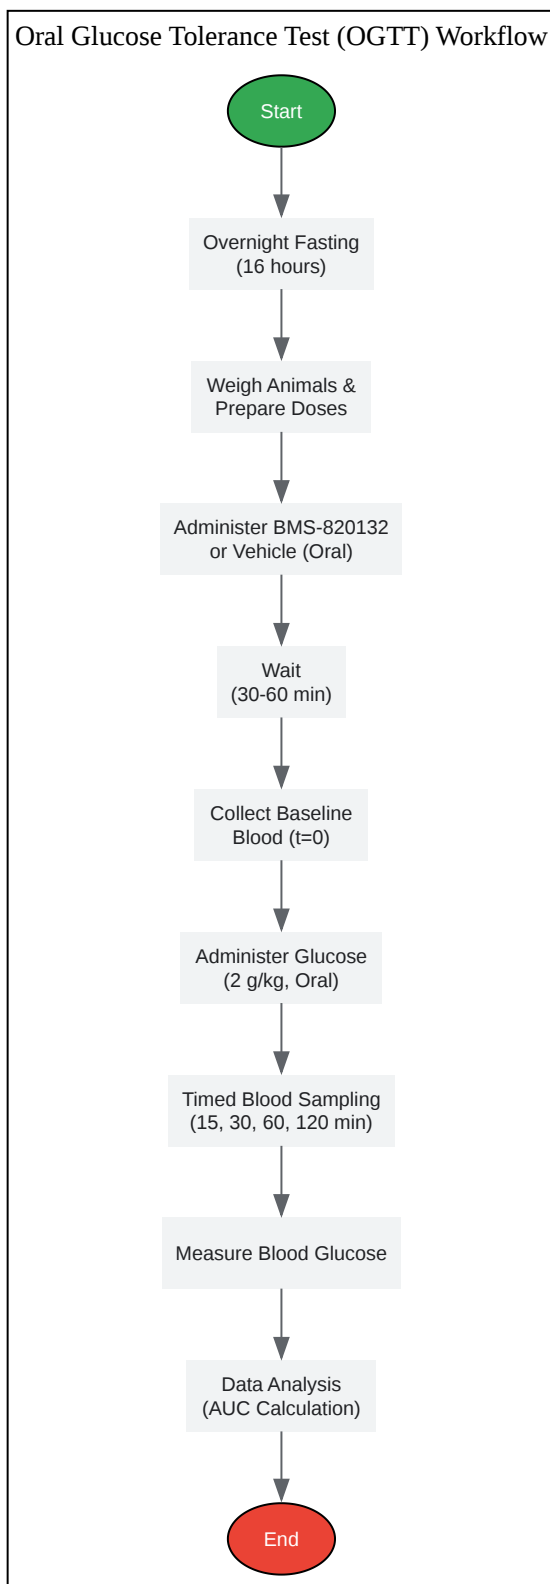 Oral Glucose Tolerance Test (OGTT) Workflow
Start
Overnight Fasting
(16 hours)
Weigh Animals &
Prepare Doses
Administer BMS-820132
or Vehicle (Oral)
Wait
(30-60 min)
Collect Baseline
Blood (t=0)
Administer Glucose
(2 g/kg, Oral)
Timed Blood Sampling
(15, 30, 60, 120 min)
Measure Blood Glucose
Data Analysis
(AUC Calculation)
End